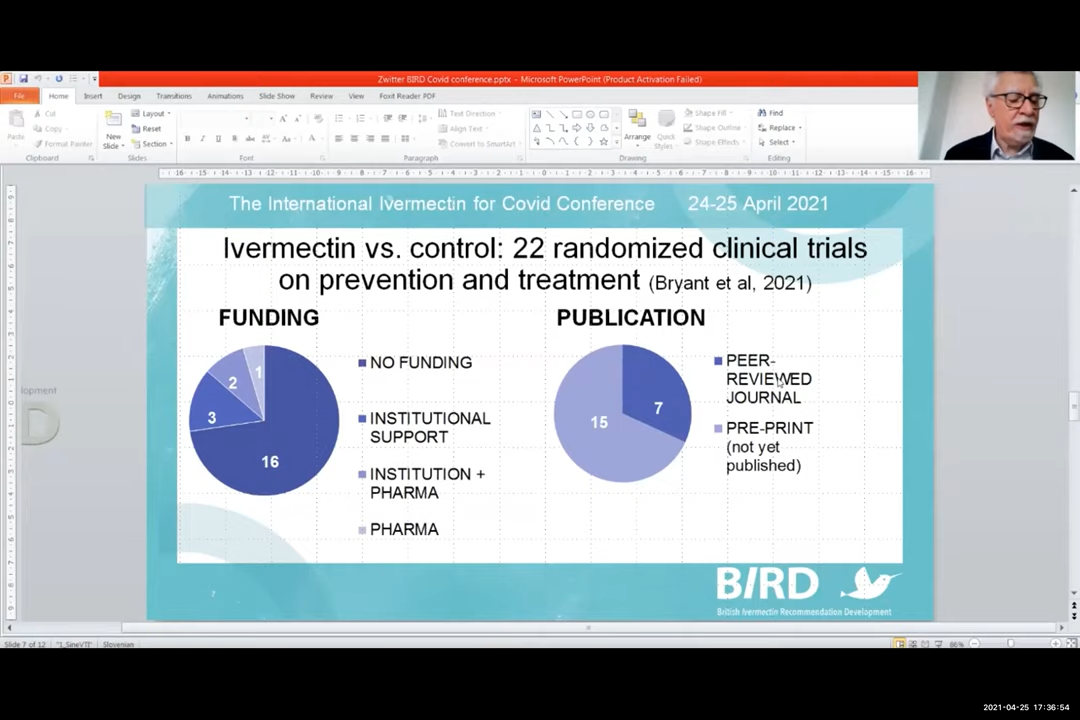 Zwitter BIRD Covid conference.pptx - Microsoft PowerPoint (Product Activation Failed)
File Home Insert Design Transitions Animations Slide Show Review View Foxit Reader PDF
Cut
Copy
Format Painter
Paste
Clipboard
New
Slide
Layout
Reset
Section
Slides
Font
Text Direction
Align Text
Convert to SmartArt
Paragraph
Arrange
Quick
Styles
Shape Fill
Shape Outline
Shape Effects
Drawing
Find
Replace
Select
Editing
The International Ivermectin for Covid Conference 24-25 April 2021
Ivermectin vs. control: 22 randomized clinical trials
on prevention and treatment (Bryant et al, 2021)
FUNDING
1
2
3
16
NO FUNDING
INSTITUTIONAL
SUPPORT
INSTITUTION +
PHARMA
PHARMA
PUBLICATION
15
7
PEER-
REVIEWED
JOURNAL
PRE-PRINT
(not yet
published)
7
BIRD
British Ivermectin Recommendation Development
lopment
D
Slide 7 of 12 Slovenian
86%
2021-04-25 17:36:54